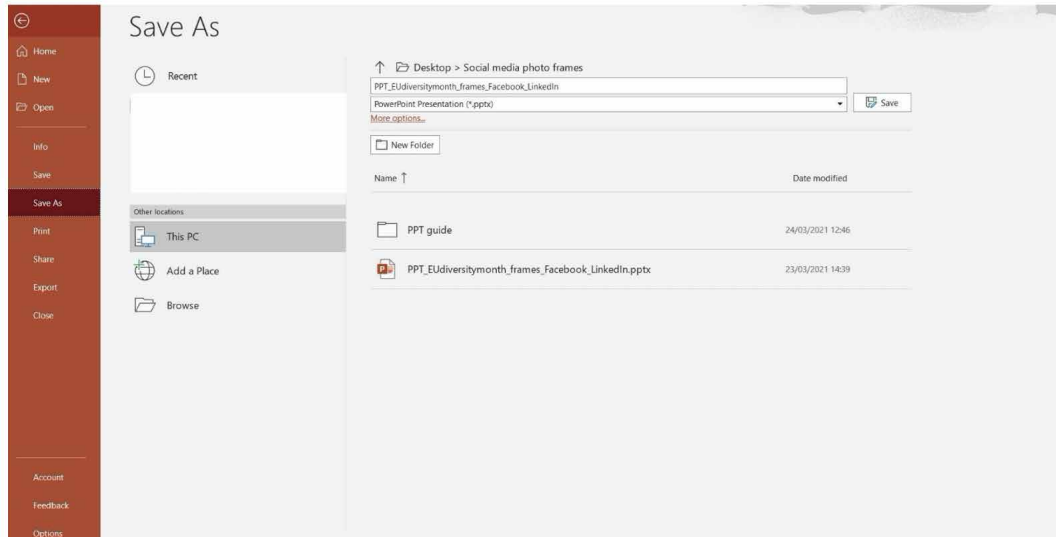 Save As
Home
New
Open
Info
Save
Save As
Print
Share
Export
Close
Account
Feedback
Options
Recent
Other locations
This PC
Add a Place
Browse
Desktop > Social media photo frames
PPT_EUdiversitymonth_frames_Facebook_LinkedIn
PowerPoint Presentation (*.pptx)
Save
More options...
New Folder
Name ↑ Date modified
PPT guide 24/03/2021 12:46
PPT_EUdiversitymonth_frames_Facebook_LinkedIn.pptx 23/03/2021 14:39